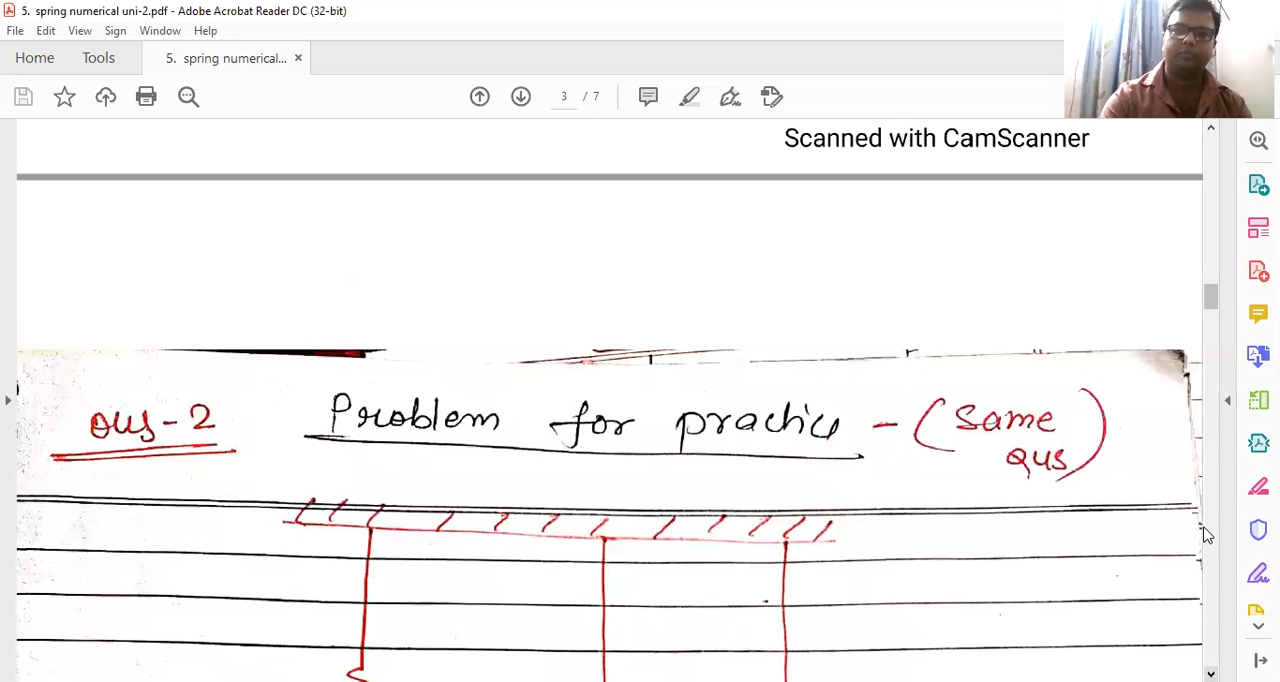 5. spring numerical uni-2.pdf - Adobe Acrobat Reader DC (32-bit)
File Edit View Sign Window Help
Home Tools 5. spring numerical... ×
3 / 7
Scanned with CamScanner
Qus-2 Problem for practice - (Same
Qus)